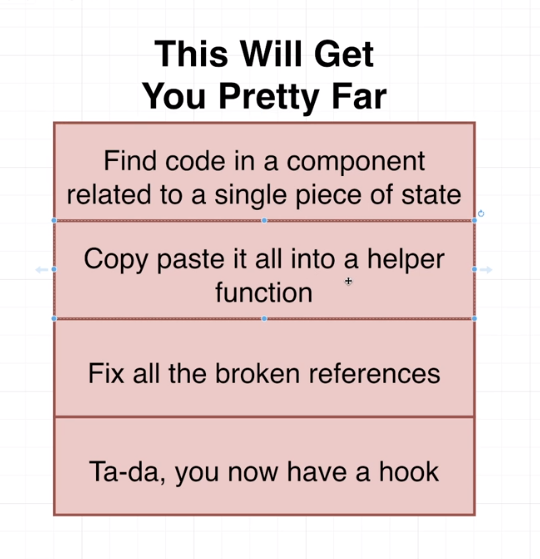 This Will Get
You Pretty Far
Find code in a component
related to a single piece of state
Copy paste it all into a helper
function
Fix all the broken references
Ta-da, you now have a hook